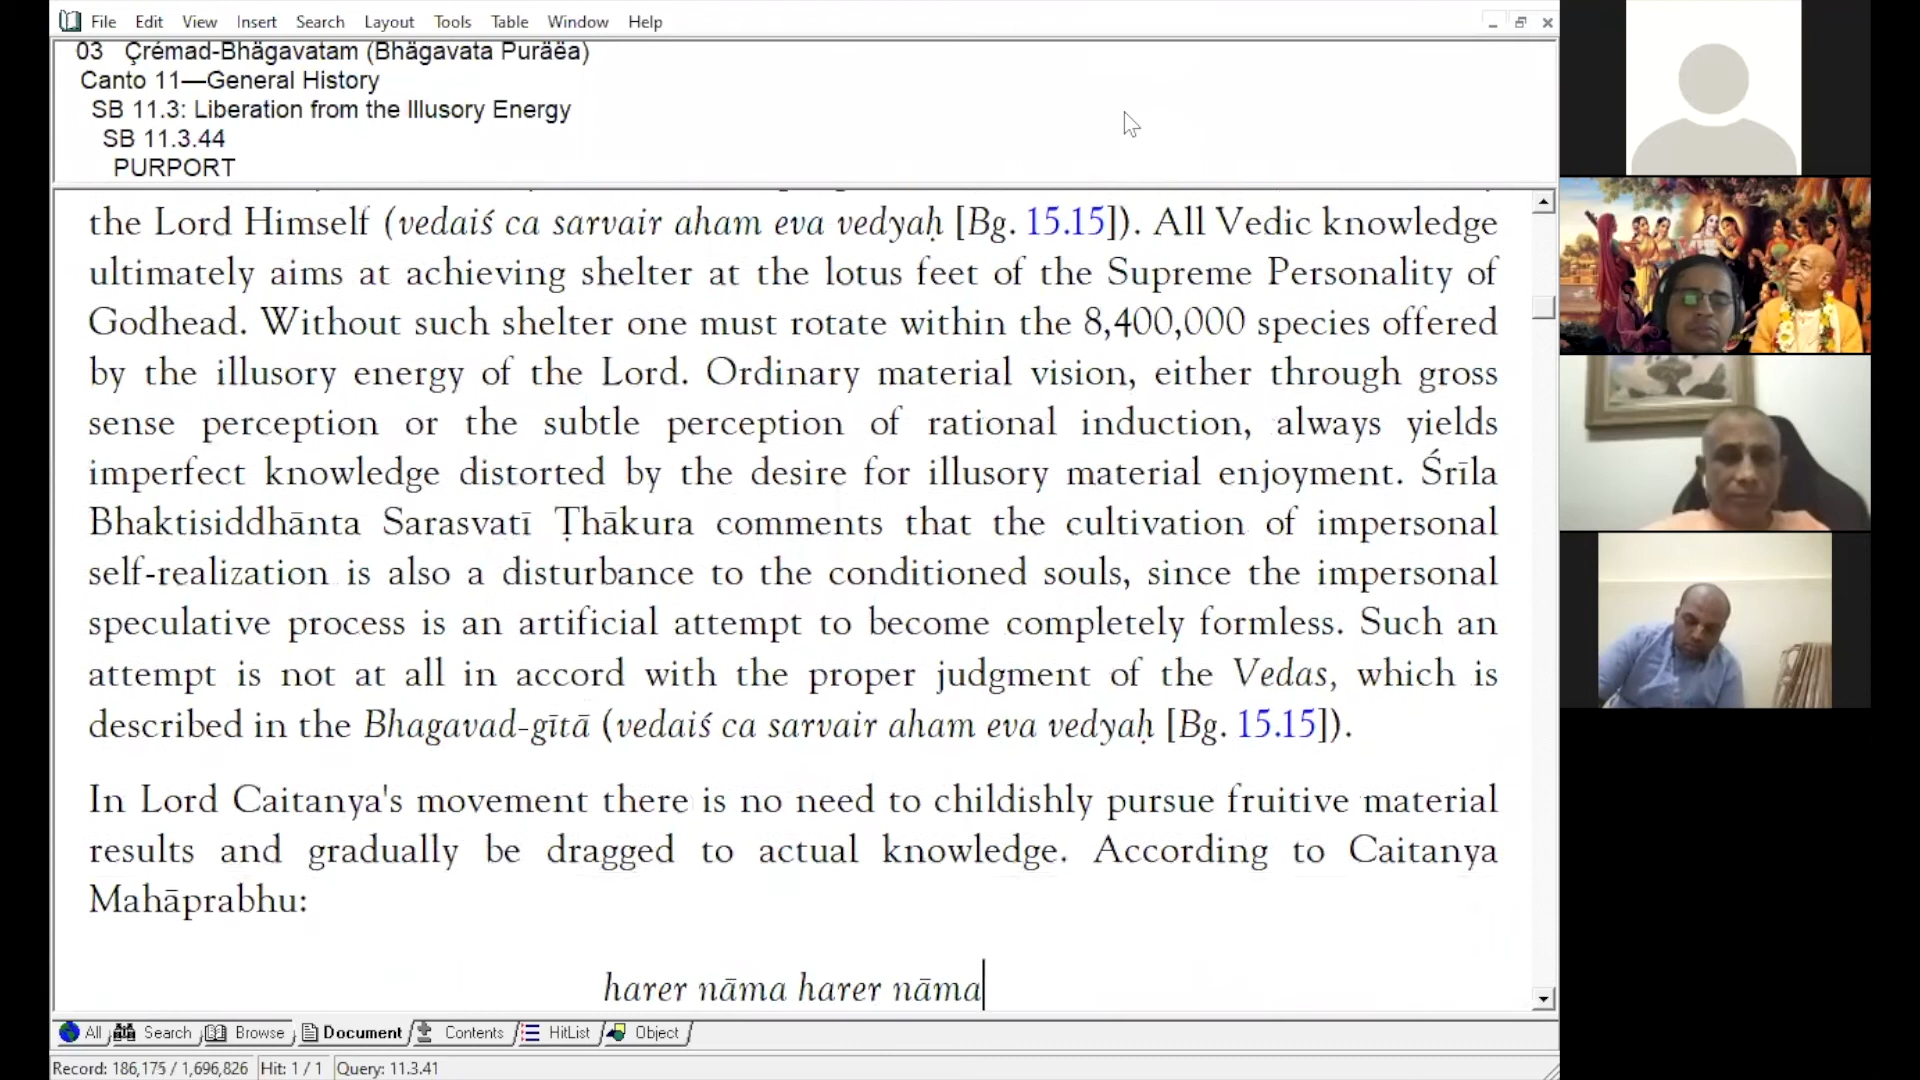 File Edit View Insert Search Layout Tools Table Window Help
03 Çrémad-Bhägavatam (Bhägavata Puräëa)
Canto 11—General History
SB 11.3: Liberation from the Illusory Energy
SB 11.3.44
PURPORT
the Lord Himself (vedaiś ca sarvair aham eva vedyaḥ [Bg. 15.15]). All Vedic knowledge
ultimately aims at achieving shelter at the lotus feet of the Supreme Personality of
Godhead. Without such shelter one must rotate within the 8,400,000 species offered
by the illusory energy of the Lord. Ordinary material vision, either through gross
sense perception or the subtle perception of rational induction, always yields
imperfect knowledge distorted by the desire for illusory material enjoyment. Śrīla
Bhaktisiddhānta Sarasvatī Ṭhākura comments that the cultivation of impersonal
self-realization is also a disturbance to the conditioned souls, since the impersonal
speculative process is an artificial attempt to become completely formless. Such an
attempt is not at all in accord with the proper judgment of the Vedas, which is
described in the Bhagavad-gītā (vedaiś ca sarvair aham eva vedyaḥ [Bg. 15.15]).
In Lord Caitanya's movement there is no need to childishly pursue fruitive material
results and gradually be dragged to actual knowledge. According to Caitanya
Mahāprabhu:
harer nāma harer nāma
All Search Browse Document Contents HitList Object
Record: 186,175 / 1,696,826 Hit: 1 / 1 Query: 11.3.41